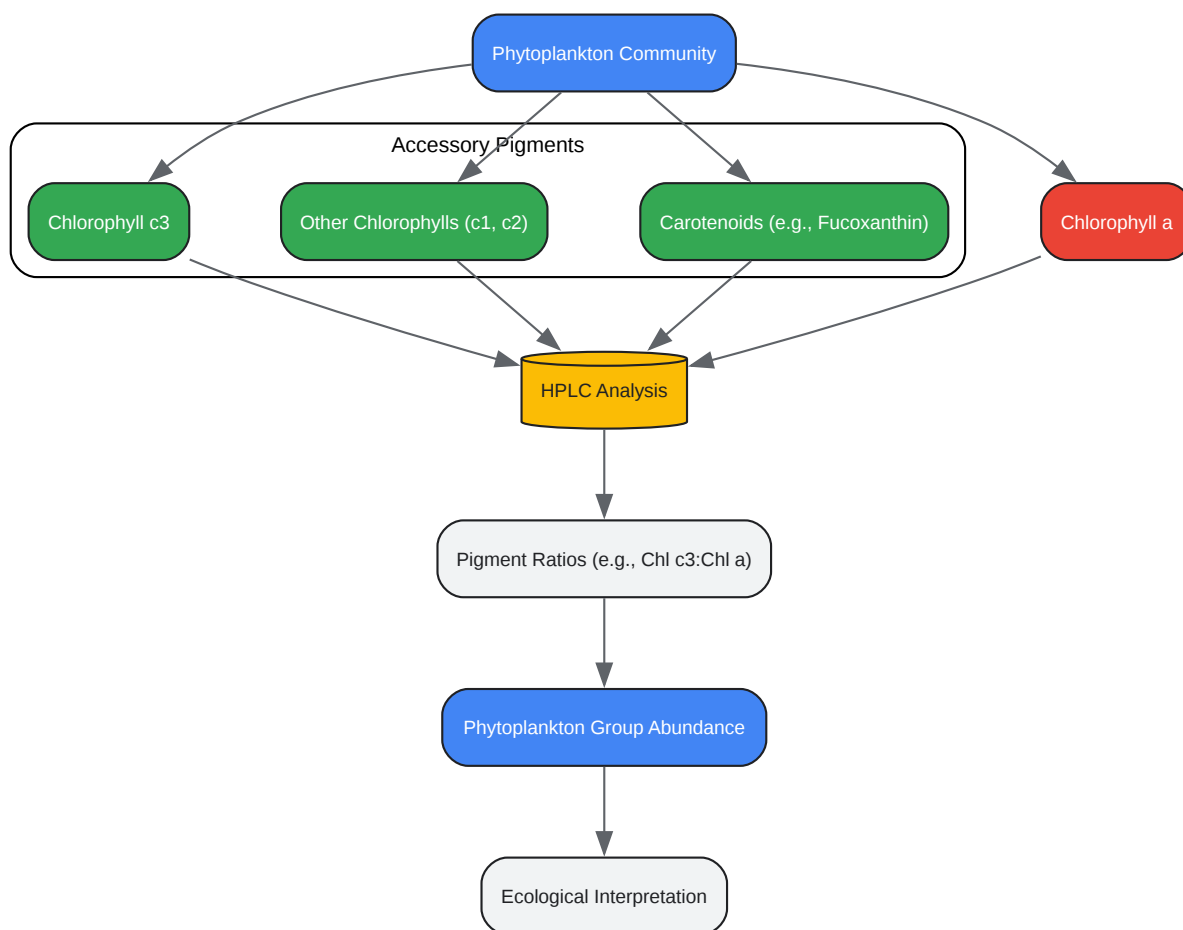 Phytoplankton Community
Accessory Pigments
Chlorophyll c3
Other Chlorophylls (c1, c2)
Carotenoids (e.g., Fucoxanthin)
Chlorophyll a
HPLC Analysis
Pigment Ratios (e.g., Chl c3:Chl a)
Phytoplankton Group Abundance
Ecological Interpretation